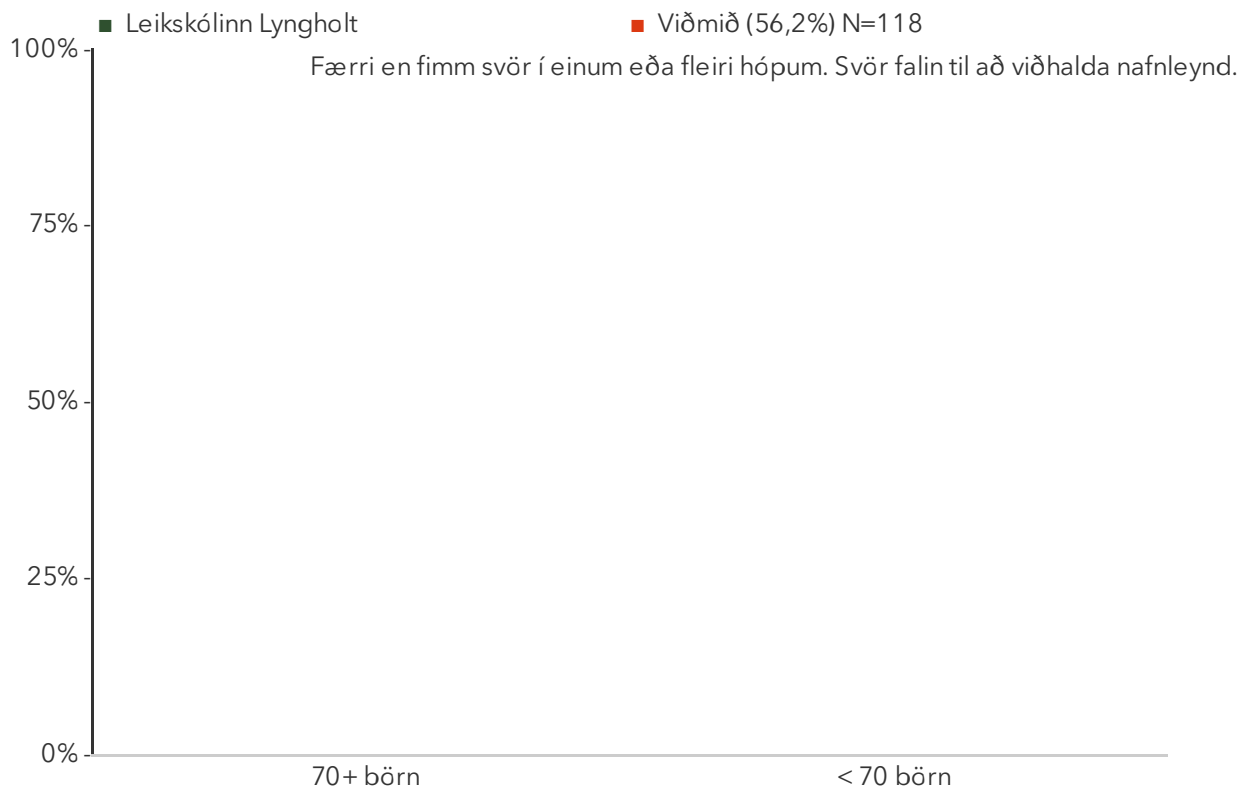 Leikskólinn Lyngholt
Viðmið (56,2%) N=118
Færri en fimm svör í einum eða fleiri hópum. Svör falin til að viðhalda nafnleynd.
100%
75%
50%
25%
0%
70+ börn
< 70 börn